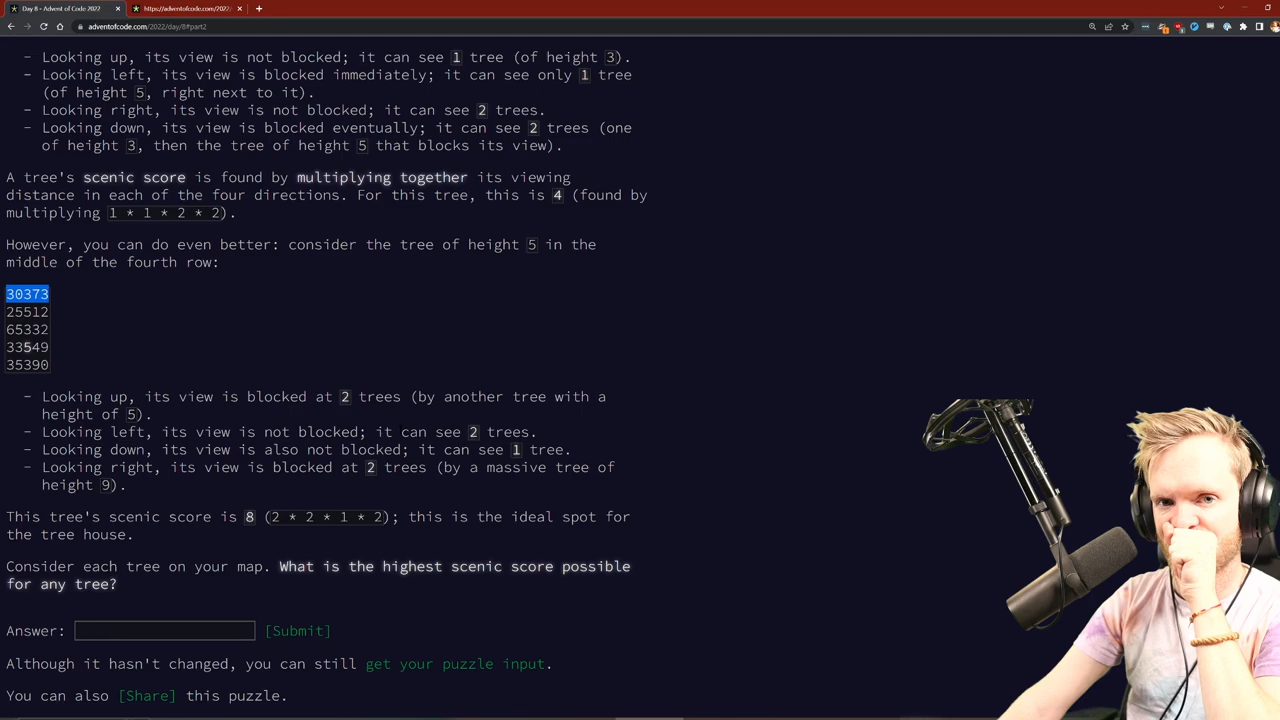 Day 8 - Advent of Code 2022
https://adventofcode.com/2022/
adventofcode.com/2022/day/8#part2
- Looking up, its view is not blocked; it can see 1 tree (of height 3).
- Looking left, its view is blocked immediately; it can see only 1 tree
(of height 5, right next to it).
- Looking right, its view is not blocked; it can see 2 trees.
- Looking down, its view is blocked eventually; it can see 2 trees (one
of height 3, then the tree of height 5 that blocks its view).
A tree's scenic score is found by multiplying together its viewing
distance in each of the four directions. For this tree, this is 4 (found by
multiplying 1 * 1 * 2 * 2).
However, you can do even better: consider the tree of height 5 in the
middle of the fourth row:
30373
25512
65332
33549
35390
- Looking up, its view is blocked at 2 trees (by another tree with a
height of 5).
- Looking left, its view is not blocked; it can see 2 trees.
- Looking down, its view is also not blocked; it can see 1 tree.
- Looking right, its view is blocked at 2 trees (by a massive tree of
height 9).
This tree's scenic score is 8 (2 * 2 * 1 * 2); this is the ideal spot for
the tree house.
Consider each tree on your map. What is the highest scenic score possible
for any tree?
Answer: [Submit]
Although it hasn't changed, you can still get your puzzle input.
You can also [Share] this puzzle.